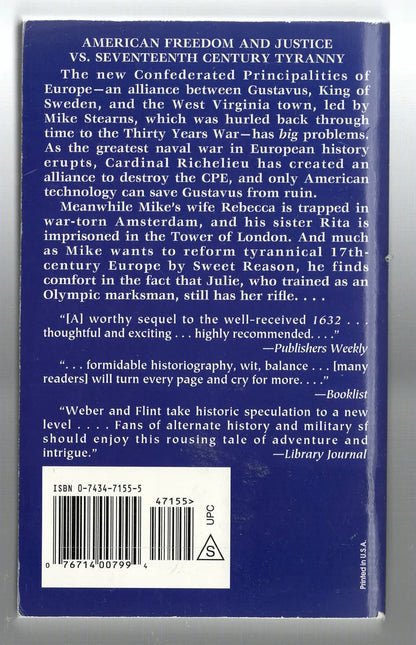 AMERICAN FREEDOM AND JUSTICE
VS. SEVENTEENTH CENTURY TYRANNY
The new Confederated Principalities of
Europe—an alliance between Gustavus, King of
Sweden, and the West Virginia town, led by
Mike Stearns, which was hurled back through
time to the Thirty Years War—has big problems.
As the greatest naval war in European history
erupts, Cardinal Richelieu has created an
alliance to destroy the CPE, and only American
technology can save Gustavus from ruin.
Meanwhile Mike's wife Rebecca is trapped in
war-torn Amsterdam, and his sister Rita is
imprisoned in the Tower of London. And much
as Mike wants to reform tyrannical 17th-
century Europe by Sweet Reason, he finds
comfort in the fact that Julie, who trained as an
Olympic marksman, still has her rifle. . . .
"[A] worthy sequel to the well-received 1632 . . .
thoughtful and exciting . . . highly recommended. . . ."
—Publishers Weekly
". . . formidable historiography, wit, balance . . . [many
readers] will turn every page and cry for more. . . ."
—Booklist
"Weber and Flint take historic speculation to a new
level . . . . Fans of alternate history and military sf
should enjoy this rousing tale of adventure and
intrigue."
—Library Journal
ISBN 0-7434-7155-5
47155>
0 76714 00799 4
S
UPC
Printed in U.S.A.